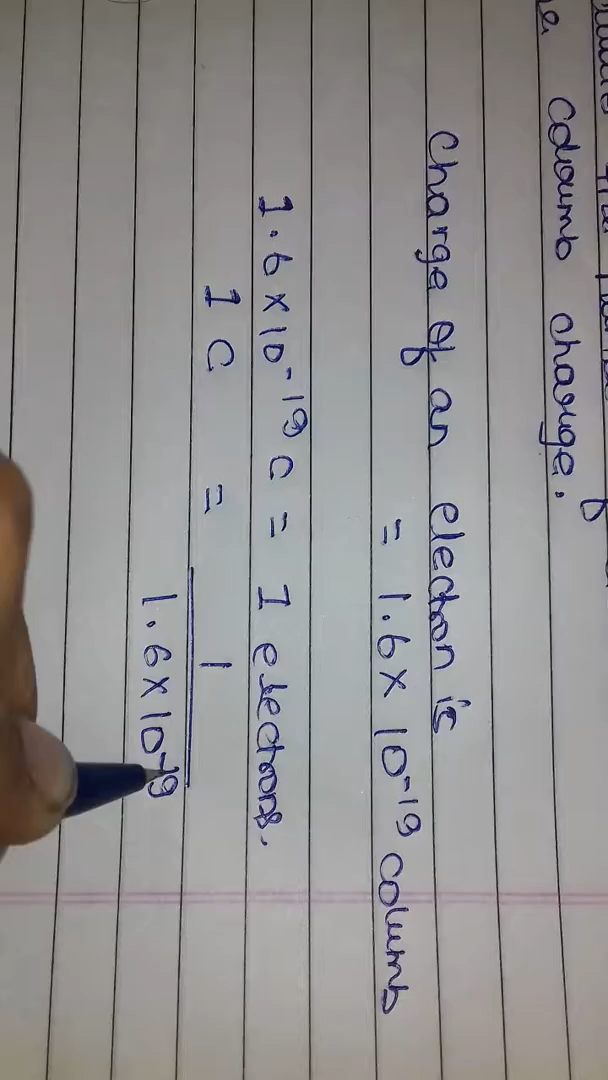 coloumb charge.
charge of an electron is
= 1.6 × 10⁻¹⁹ columb
1.6 × 10⁻¹⁹ C = 1 electrons.
1 C = 1
1.6 × 10⁻¹⁹